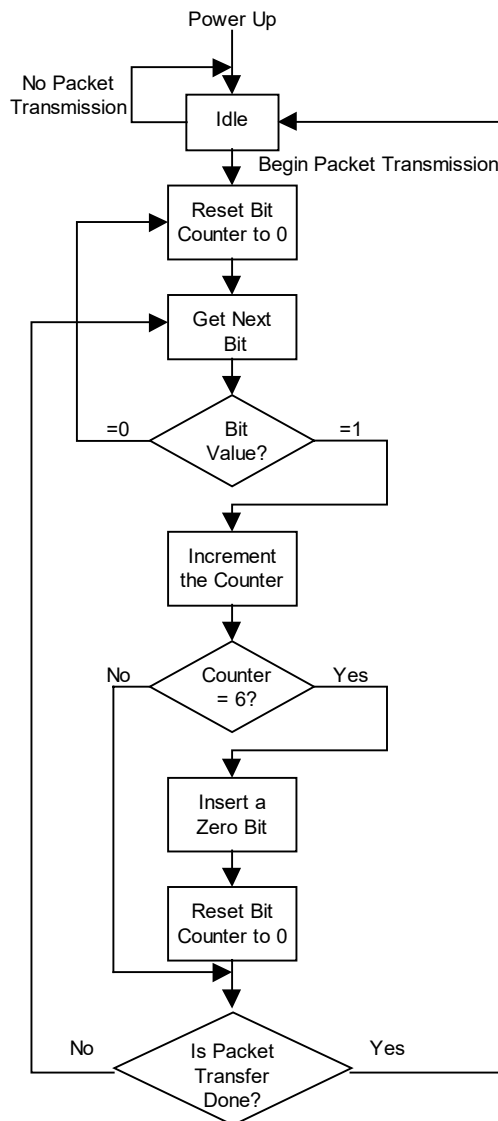 Power Up
No Packet
Transmission
Idle
Begin Packet Transmission
Reset Bit
Counter to 0
Get Next
Bit
=0
Bit
Value?
=1
Increment
the Counter
No
Counter
= 6?
Yes
Insert a
Zero Bit
Reset Bit
Counter to 0
No
Is Packet
Transfer
Done?
Yes